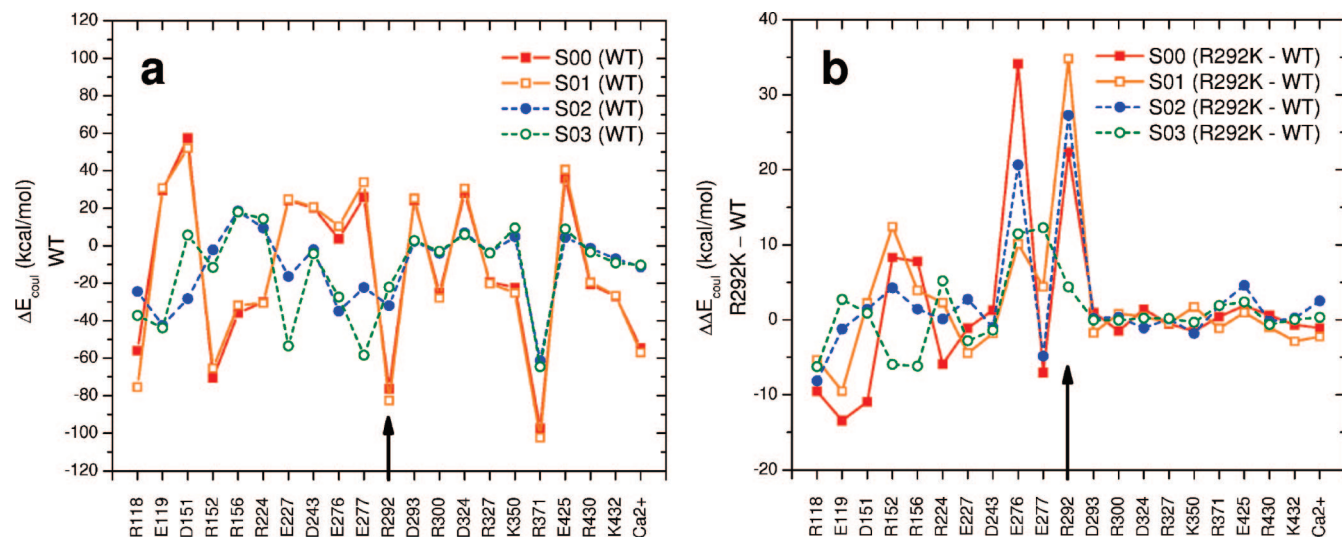 a
S00 (WT)
S01 (WT)
S02 (WT)
S03 (WT)
ΔE_coul (kcal/mol)
WT
120
100
80
60
40
20
0
-20
-40
-60
-80
-100
-120
R118
E119
D151
R152
R156
R224
E227
D243
E276
E277
R292
D293
R300
D324
R327
K350
R371
E425
R430
K432
Ca2+
b
S00 (R292K - WT)
S01 (R292K - WT)
S02 (R292K - WT)
S03 (R292K - WT)
ΔΔE_coul (kcal/mol)
R292K – WT
40
30
20
10
0
-10
-20
R118
E119
D151
R152
R156
R224
E227
D243
E276
E277
R292
D293
R300
D324
R327
K350
R371
E425
R430
K432
Ca2+